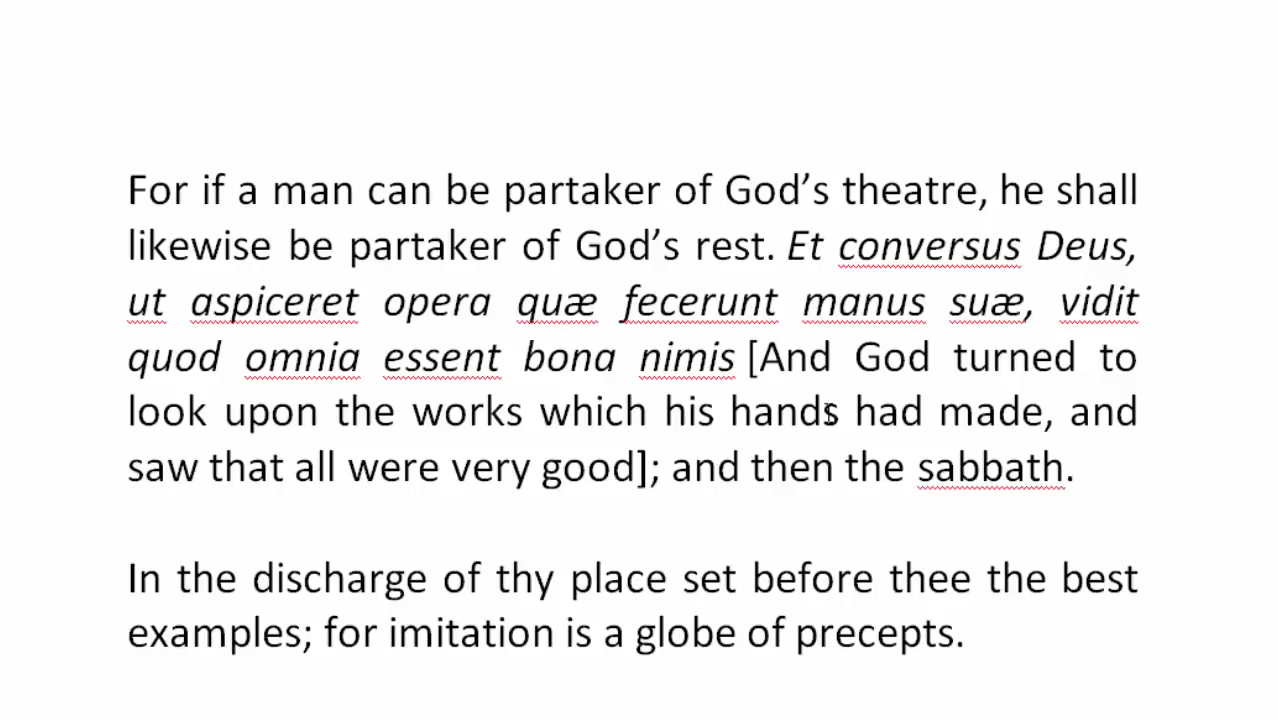 For if a man can be partaker of God’s theatre, he shall
likewise be partaker of God’s rest. Et conversus Deus,
ut aspiceret opera quæ fecerunt manus suæ, vidit
quod omnia essent bona nimis [And God turned to
look upon the works which his hands had made, and
saw that all were very good]; and then the sabbath.
In the discharge of thy place set before thee the best
examples; for imitation is a globe of precepts.